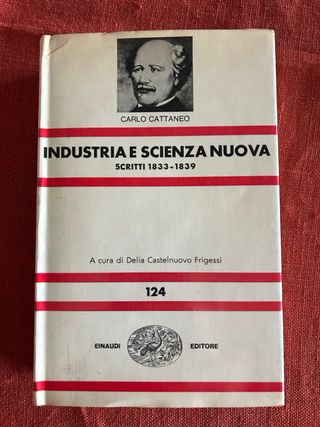 CARLO CATTANEO
INDUSTRIA E SCIENZA NUOVA
SCRITTI 1833-1839
A cura di Delia Castelnuovo Frigessi
124
EINAUDI EDITORE